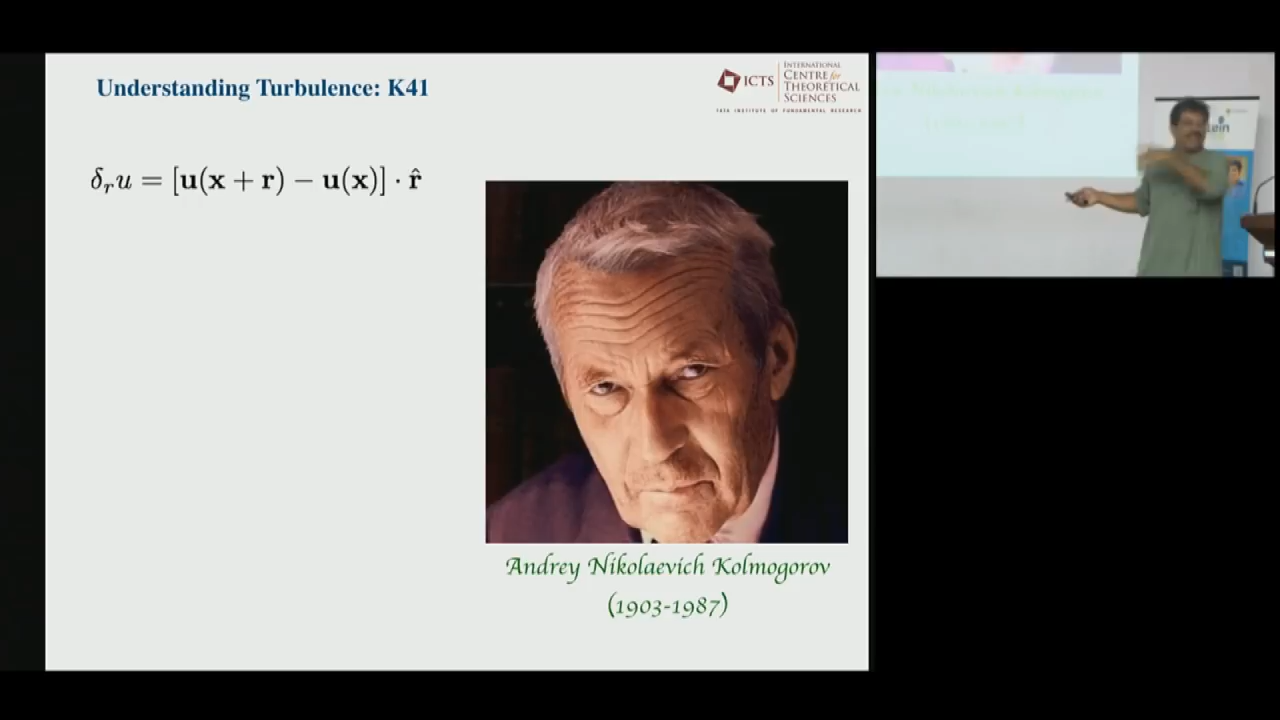 Understanding Turbulence: K41
ICTS
INTERNATIONAL
CENTRE for
THEORETICAL
SCIENCES
TATA INSTITUTE OF FUNDAMENTAL RESEARCH
δ_r u = [u(x + r) − u(x)] · r̂
Andrey Nikolaevich Kolmogorov
(1903-1987)